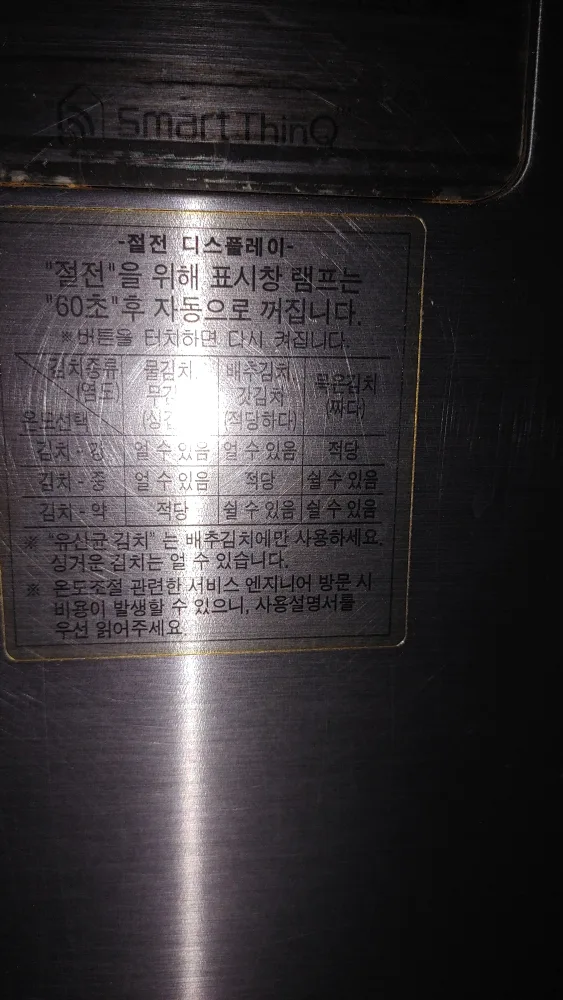 SmartThinQ
-절전 디스플레이-
"절전"을 위해 표시창 램프는
"60초"후 자동으로 꺼집니다.
※버튼을 터치하면 다시 켜집니다.
김치종류 (염도) 물김치, 배추김치 묵은김치
갓김치 (짜다)
온도선택 (적당하다)
김치 - 강 얼 수 있음 얼 수 있음 적당
김치 - 중 얼 수 있음 적당 쉴 수 있음
김치 - 약 적당 쉴 수 있음 쉴 수 있음
※ "유산균 김치" 는 배추김치에만 사용하세요.
싱거운 김치는 얼 수 있습니다.
※ 온도조절 관련한 서비스 엔지니어 방문 시
비용이 발생할 수 있으니, 사용설명서를
우선 읽어주세요.